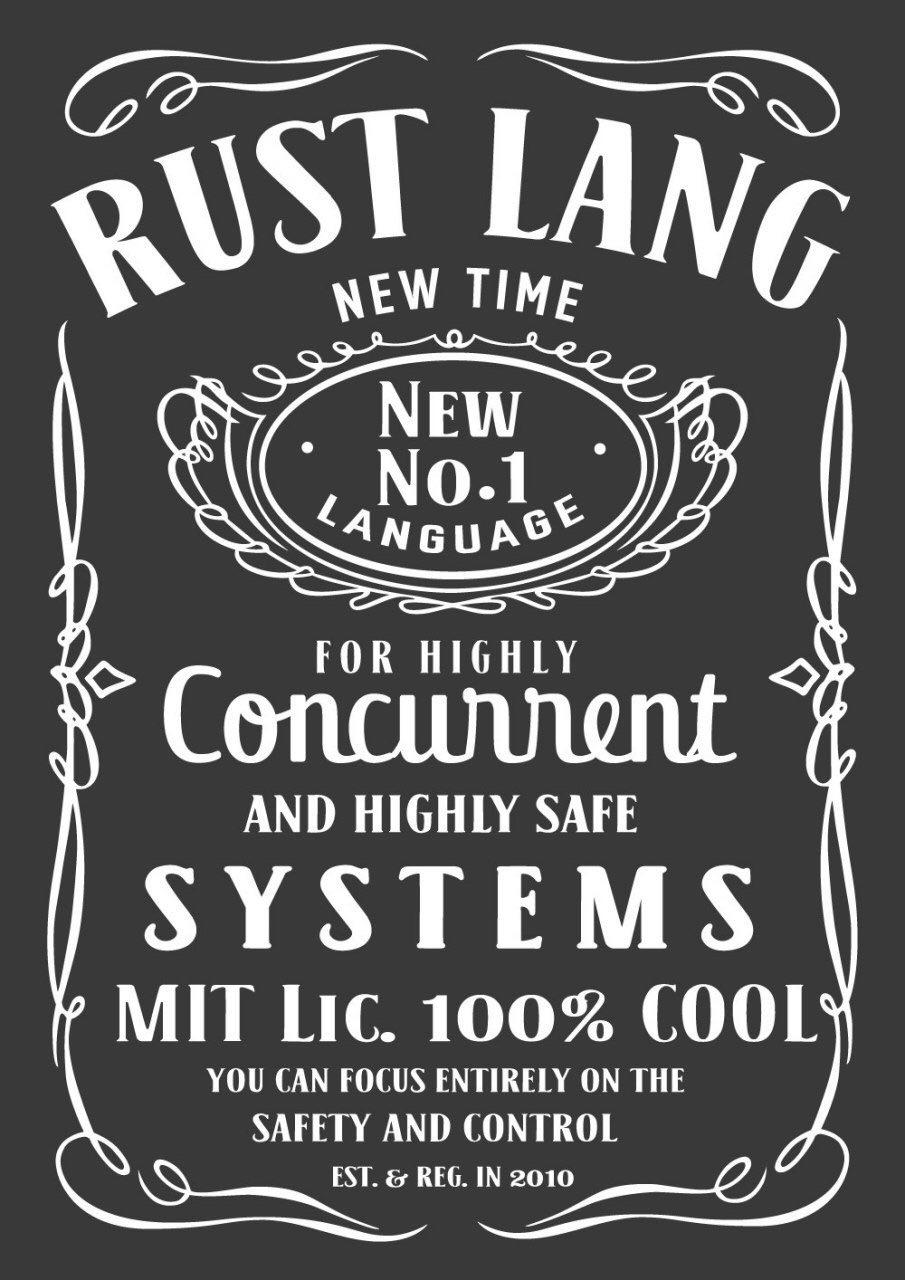 RUST LANG
NEW TIME
NEW
No.1
LANGUAGE
FOR HIGHLY
Concurrent
AND HIGHLY SAFE
SYSTEMS
MIT LIC. 100% COOL
YOU CAN FOCUS ENTIRELY ON THE
SAFETY AND CONTROL
EST. & REG. IN 2010